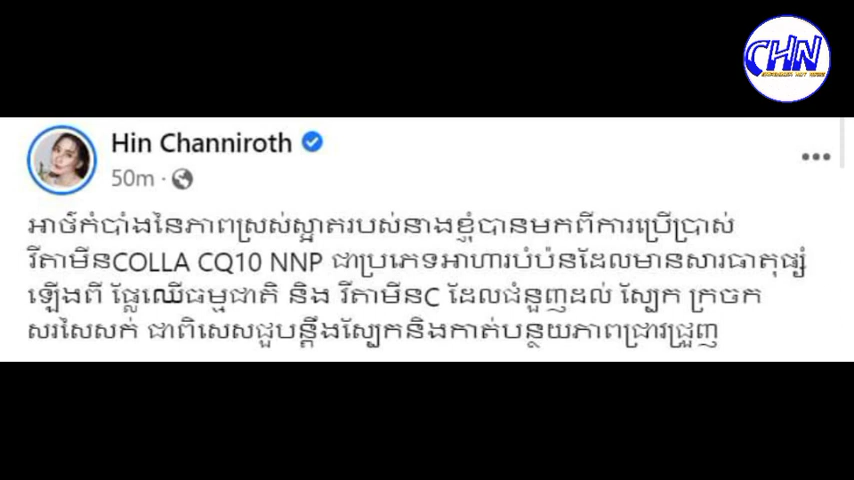 CHN
Hin Channiroth
50m ·
អាថ៌កំបាំងនៃភាពស្រស់ស្អាតរបស់នាងខ្ញុំបានមកពីការប្រើប្រាស់
វីតាមីនCOLLA CQ10 NNP ជាប្រភេទអាហារបំប៉នដែលមានសារធាតុផ្សំ
ឡើងពី ផ្លែឈើធម្មជាតិ និង វីតាមីនC ដែលជំនួញដល់ ស្បែក ក្រចក
សរសៃសក់ ជាពិសេសជួបន្តឹងស្បែកនិងកាត់បន្ថយភាពជ្រាវជ្រួញ